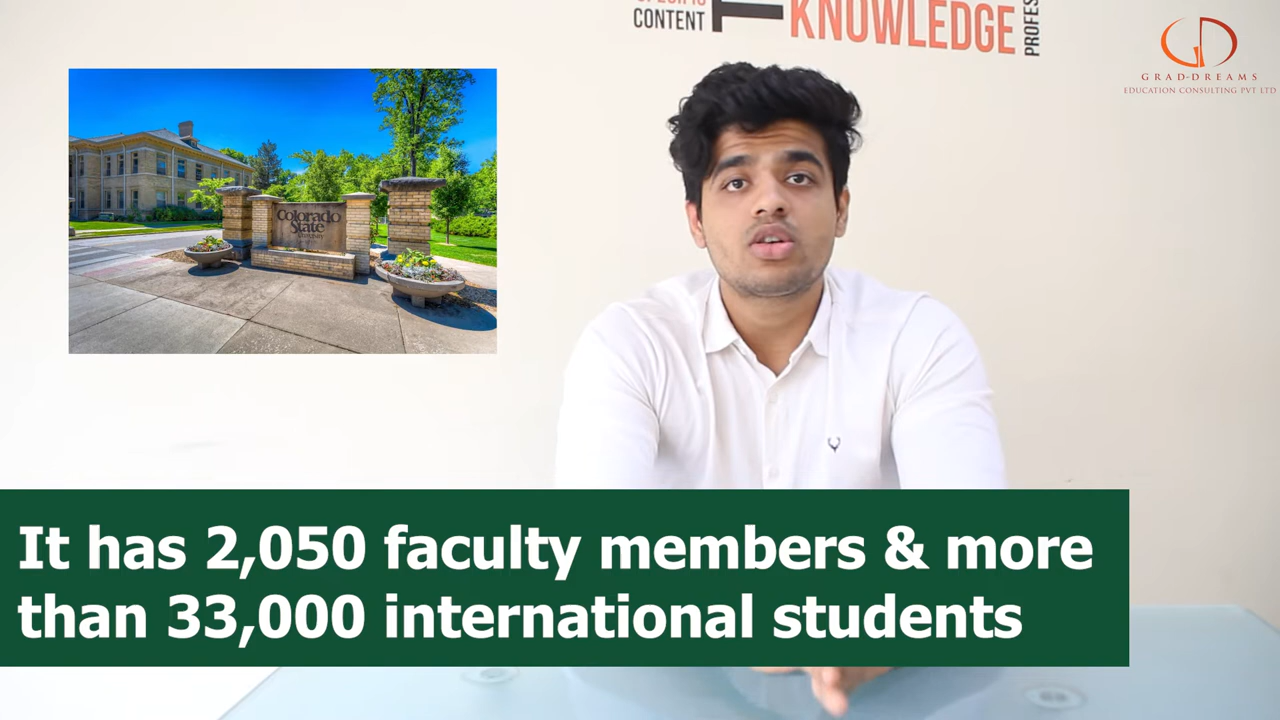 CONTENT
KNOWLEDGE
GRAD-DREAMS
EDUCATION CONSULTING PVT LTD
Colorado
State
University
It has 2,050 faculty members & more
than 33,000 international students